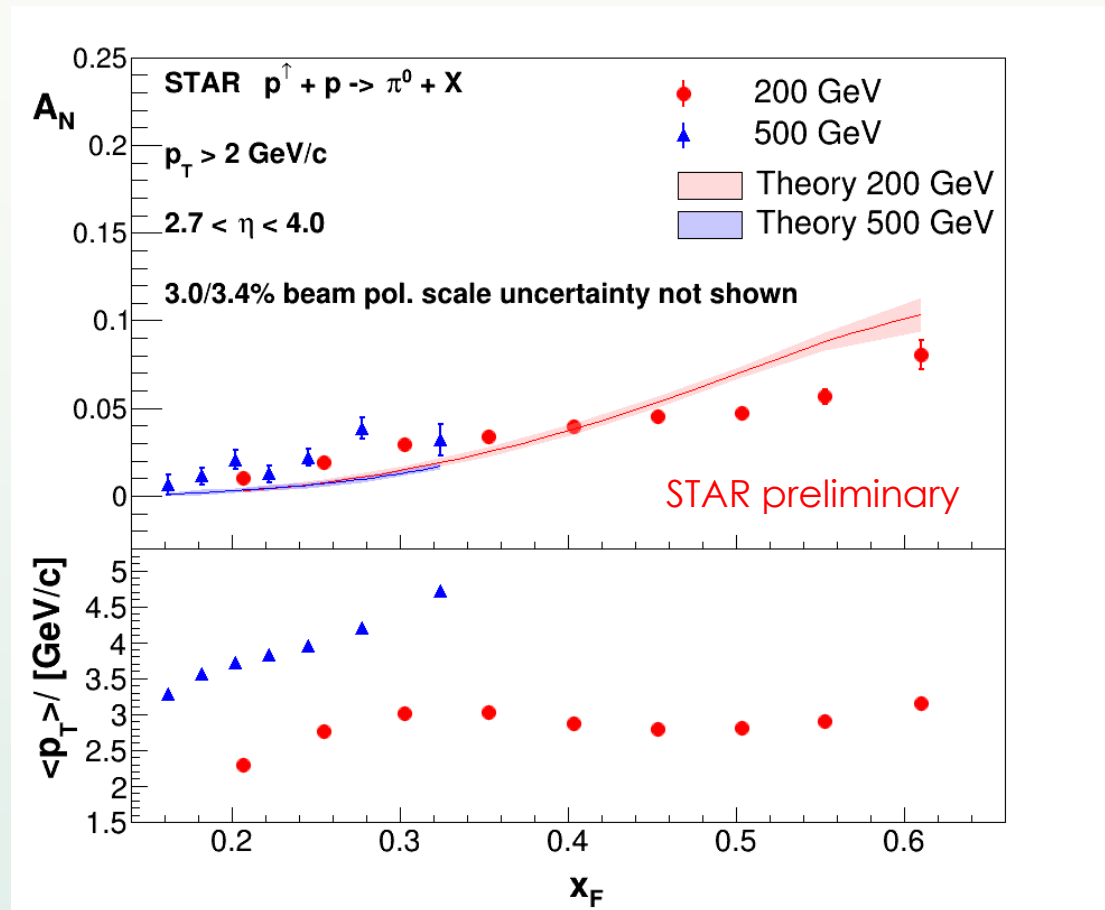 0.25
STAR p↑ + p -> π⁰ + X
200 GeV
A_N
500 GeV
0.2
p_T > 2 GeV/c
Theory 200 GeV
2.7 < η < 4.0
Theory 500 GeV
0.15
3.0/3.4% beam pol. scale uncertainty not shown
0.1
0.05
0
STAR preliminary
5
4.5
4
3.5
3
2.5
2
1.5
<p_T>/ [GeV/c]
0.2 0.3 0.4 0.5 0.6
x_F